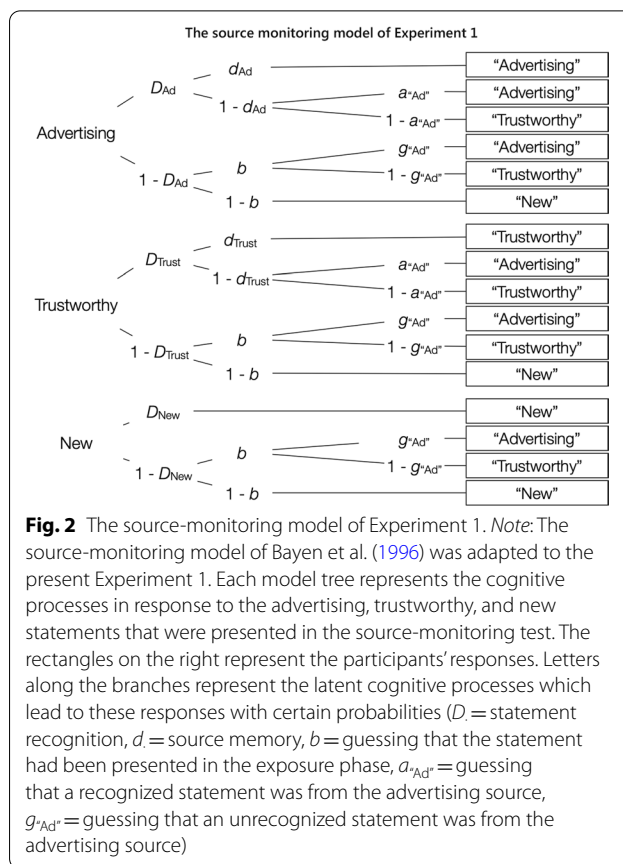 The source monitoring model of Experiment 1
d_Ad "Advertising"
D_Ad
a_"Ad" "Advertising"
1 - d_Ad
1 - a_"Ad" "Trustworthy"
Advertising
g_"Ad" "Advertising"
b
1 - D_Ad
1 - g_"Ad" "Trustworthy"
1 - b "New"
d_Trust "Trustworthy"
D_Trust
a_"Ad" "Advertising"
1 - d_Trust
1 - a_"Ad" "Trustworthy"
Trustworthy
g_"Ad" "Advertising"
b
1 - D_Trust
1 - g_"Ad" "Trustworthy"
1 - b "New"
D_New "New"
New
g_"Ad" "Advertising"
b
1 - D_New
1 - g_"Ad" "Trustworthy"
1 - b "New"
Fig. 2 The source-monitoring model of Experiment 1. Note: The
source-monitoring model of Bayen et al. (1996) was adapted to the
present Experiment 1. Each model tree represents the cognitive
processes in response to the advertising, trustworthy, and new
statements that were presented in the source-monitoring test. The
rectangles on the right represent the participants' responses. Letters
along the branches represent the latent cognitive processes which
lead to these responses with certain probabilities (D. = statement
recognition, d. = source memory, b = guessing that the statement
had been presented in the exposure phase, a_"Ad" = guessing
that a recognized statement was from the advertising source,
g_"Ad" = guessing that an unrecognized statement was from the
advertising source)